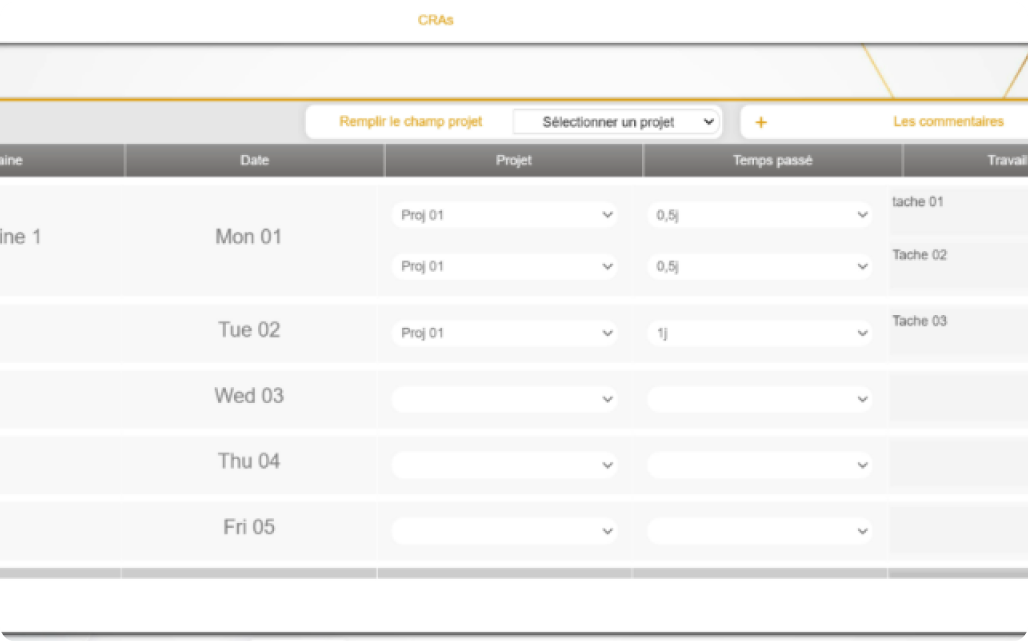 CRAs
Remplir le champ projet Sélectionner un projet + Les commentaires
aine Date Projet Temps passé Travail
ine 1 Mon 01 Proj 01 0,5j tache 01
Proj 01 0,5j Tache 02
Tue 02 Proj 01 1j Tache 03
Wed 03
Thu 04
Fri 05